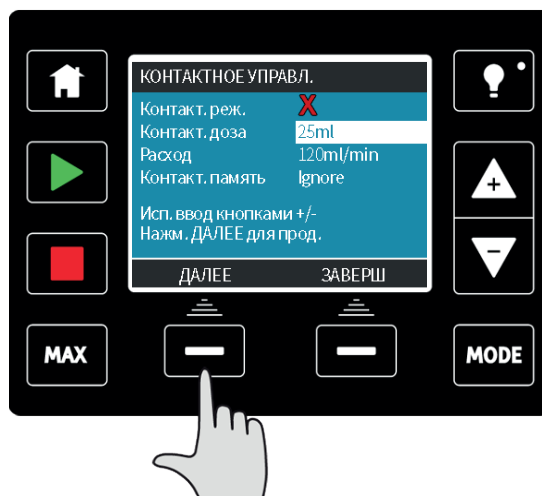 КОНТАКТНОЕ УПРАВЛ.
Контакт. реж. X
Контакт. доза 25ml
Расход 120ml/min
Контакт. память Ignore
Исп. ввод кнопками +/-
Нажм. ДАЛЕЕ для прод.
ДАЛЕЕ ЗАВЕРШ
+
-
MAX
MODE